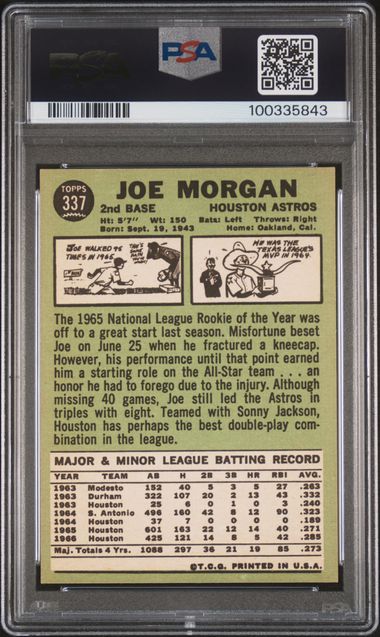 PSA
PSA
100335843
TOPPS
337
JOE MORGAN
2nd BASE HOUSTON ASTROS
Ht: 5'7" Wt: 150 Bats: Left Throws: Right
Born: Sept. 19, 1943 Home: Oakland, Cal.
JOE WALKED 95
TIMES IN 1966.
HE WAS THE
TEXAS LEAGUE'S
MVP IN 1964.
The 1965 National League Rookie of the Year was
off to a great start last season. Misfortune beset
Joe on June 25 when he fractured a kneecap.
However, his performance until that point earned
him a starting role on the All-Star team . . . an
honor he had to forego due to the injury. Although
missing 40 games, Joe still led the Astros in
triples with eight. Teamed with Sonny Jackson,
Houston has perhaps the best double-play com-
bination in the league.
MAJOR & MINOR LEAGUE BATTING RECORD
YEAR TEAM AB H 2B 3B HR RBI AVG.
1963 Modesto 152 40 5 3 5 27 .263
1963 Durham 322 107 20 2 13 43 .332
1963 Houston 25 6 0 1 0 3 .240
1964 S. Antonio 496 160 42 8 12 90 .323
1964 Houston 37 7 0 0 0 0 .189
1965 Houston 601 163 22 12 14 40 .271
1966 Houston 425 121 14 8 5 42 .285
Maj. Totals 4 Yrs. 1088 297 36 21 19 85 .273
©T.C.G. PRINTED IN U.S.A.